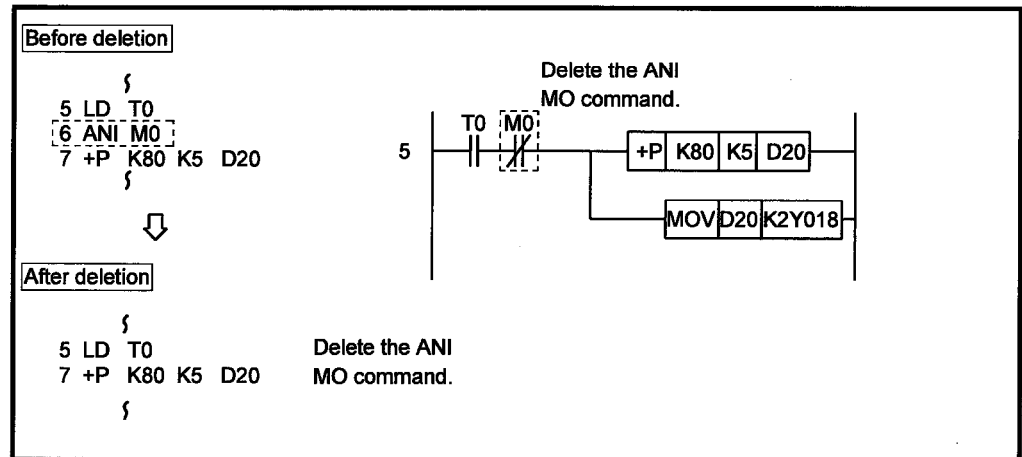 Before deletion
5 LD T0
6 ANI M0
7 +P K80 K5 D20
After deletion
5 LD T0
7 +P K80 K5 D20
Delete the ANI
MO command.
Delete the ANI
MO command.
T0 M0
5
+P K80 K5 D20
MOV D20 K2Y018